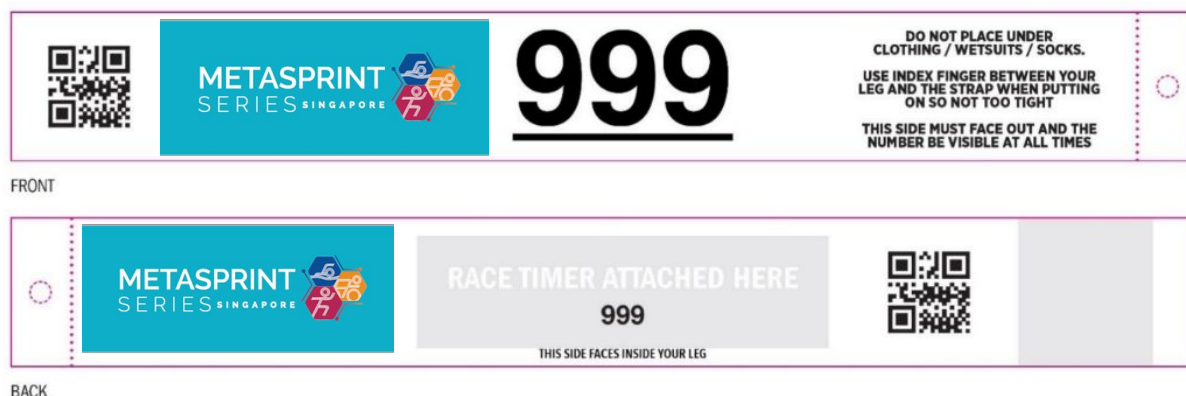 METASPRINT
SERIES SINGAPORE
999
DO NOT PLACE UNDER
CLOTHING / WETSUITS / SOCKS.
USE INDEX FINGER BETWEEN YOUR
LEG AND THE STRAP WHEN PUTTING
ON SO NOT TOO TIGHT
THIS SIDE MUST FACE OUT AND THE
NUMBER BE VISIBLE AT ALL TIMES
FRONT
METASPRINT
SERIES SINGAPORE
RACE TIMER ATTACHED HERE
999
THIS SIDE FACES INSIDE YOUR LEG
BACK